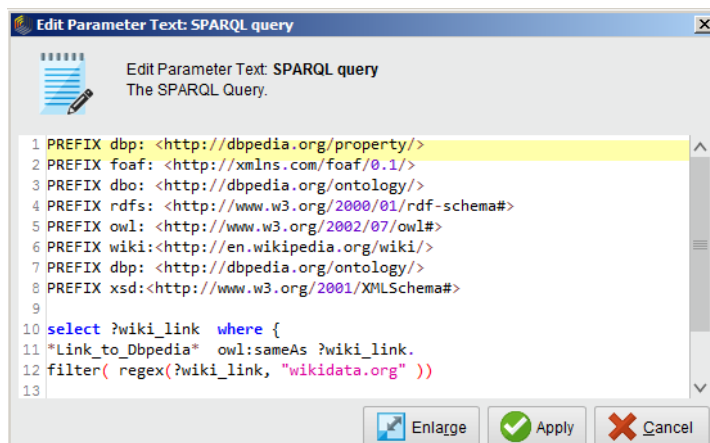 Edit Parameter Text: SPARQL query
Edit Parameter Text: SPARQL query
The SPARQL Query.
1 PREFIX dbp: <http://dbpedia.org/property/>
2 PREFIX foaf: <http://xmlns.com/foaf/0.1/>
3 PREFIX dbo: <http://dbpedia.org/ontology/>
4 PREFIX rdfs: <http://www.w3.org/2000/01/rdf-schema#>
5 PREFIX owl: <http://www.w3.org/2002/07/owl#>
6 PREFIX wiki:<http://en.wikipedia.org/wiki/>
7 PREFIX dbp: <http://dbpedia.org/ontology/>
8 PREFIX xsd:<http://www.w3.org/2001/XMLSchema#>
9
10 select ?wiki_link  where {
11 *Link_to_Dbpedia*  owl:sameAs ?wiki_link.
12 filter( regex(?wiki_link, "wikidata.org" ))
13
Enlarge Apply Cancel